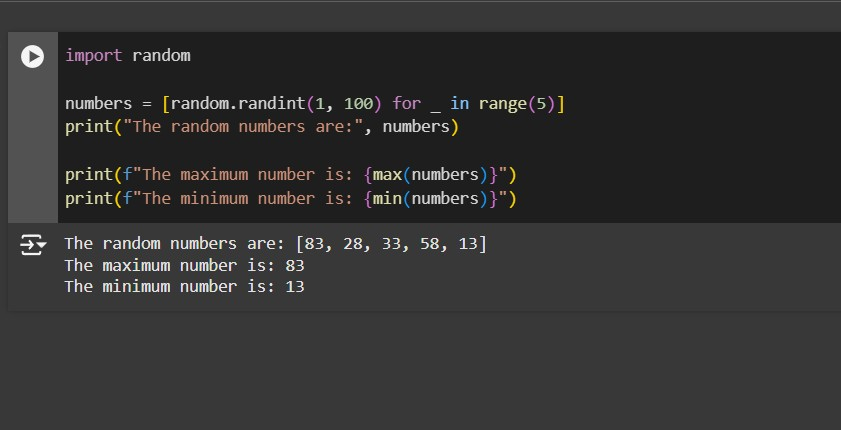 import random
numbers = [random.randint(1, 100) for _ in range(5)]
print("The random numbers are:", numbers)
print(f"The maximum number is: {max(numbers)}")
print(f"The minimum number is: {min(numbers)}")
The random numbers are: [83, 28, 33, 58, 13]
The maximum number is: 83
The minimum number is: 13